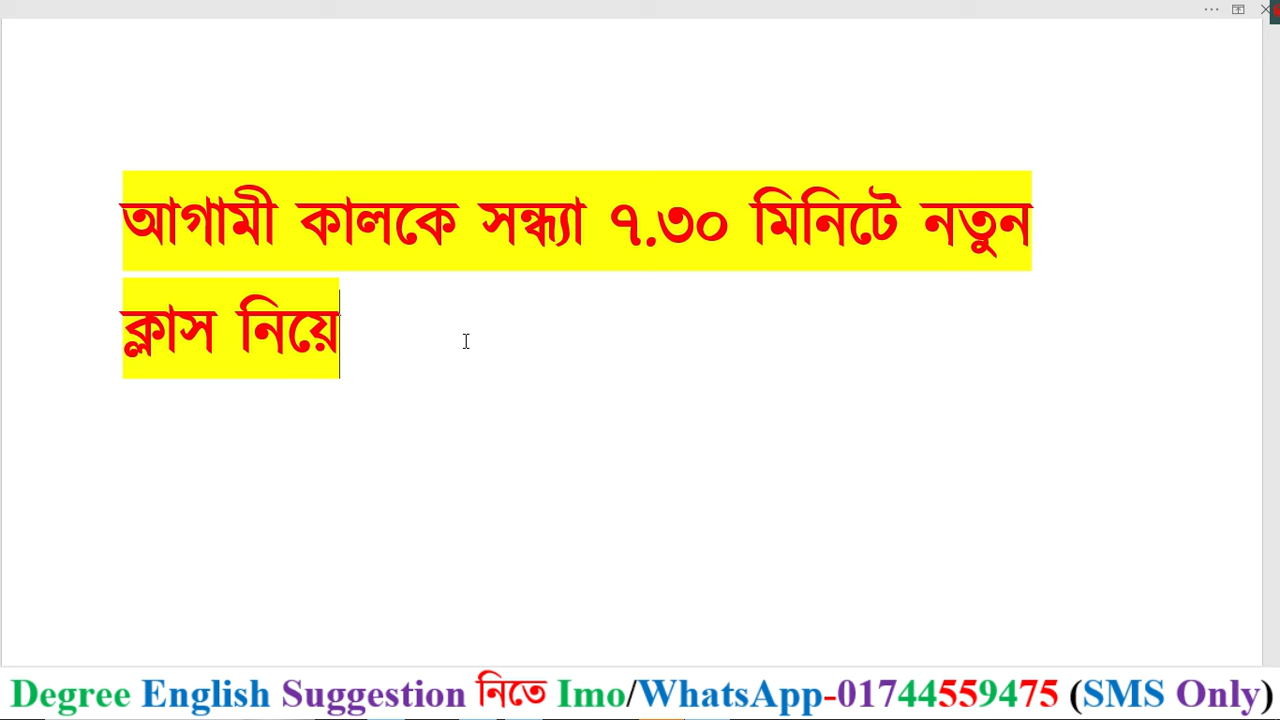 আগামী কালকে সন্ধ্যা ৭.৩০ মিনিটে নতুন
ক্লাস নিয়ে
Degree English Suggestion নিতে Imo/WhatsApp-01744559475 (SMS Only)